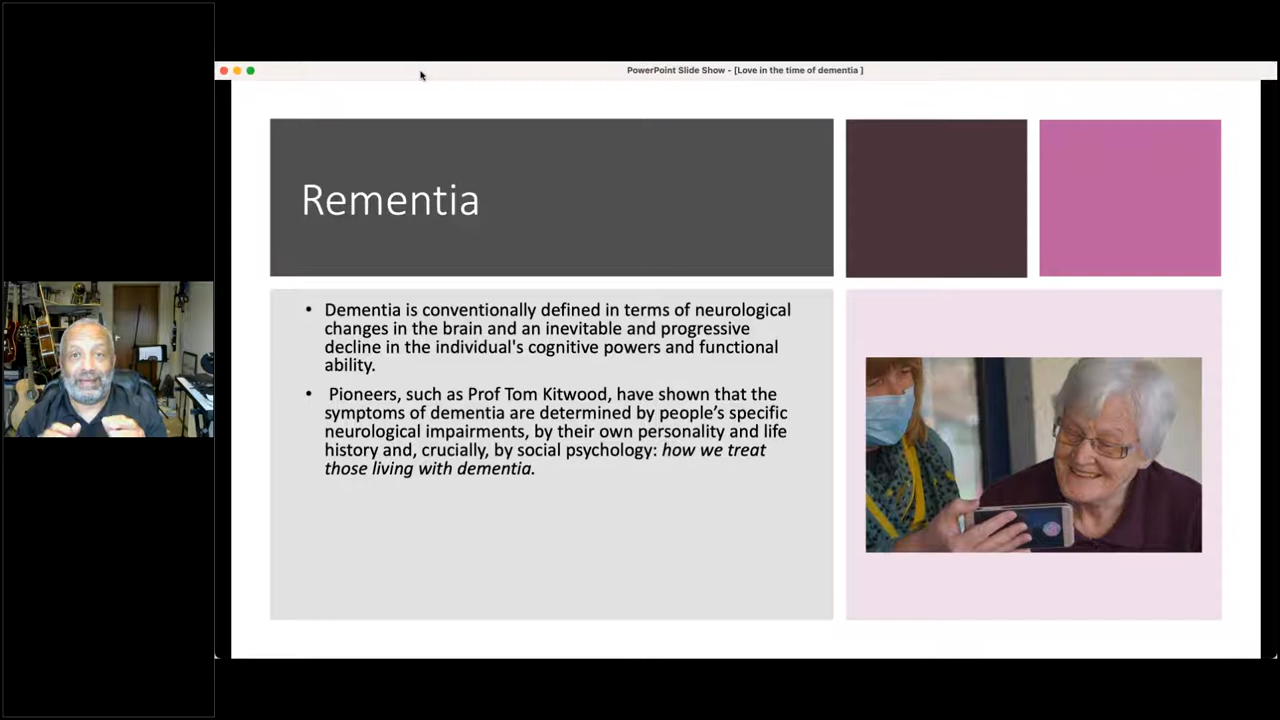 PowerPoint Slide Show - [Love in the time of dementia ]
Rementia
• Dementia is conventionally defined in terms of neurological
changes in the brain and an inevitable and progressive
decline in the individual's cognitive powers and functional
ability.
• Pioneers, such as Prof Tom Kitwood, have shown that the
symptoms of dementia are determined by people’s specific
neurological impairments, by their own personality and life
history and, crucially, by social psychology: how we treat
those living with dementia.